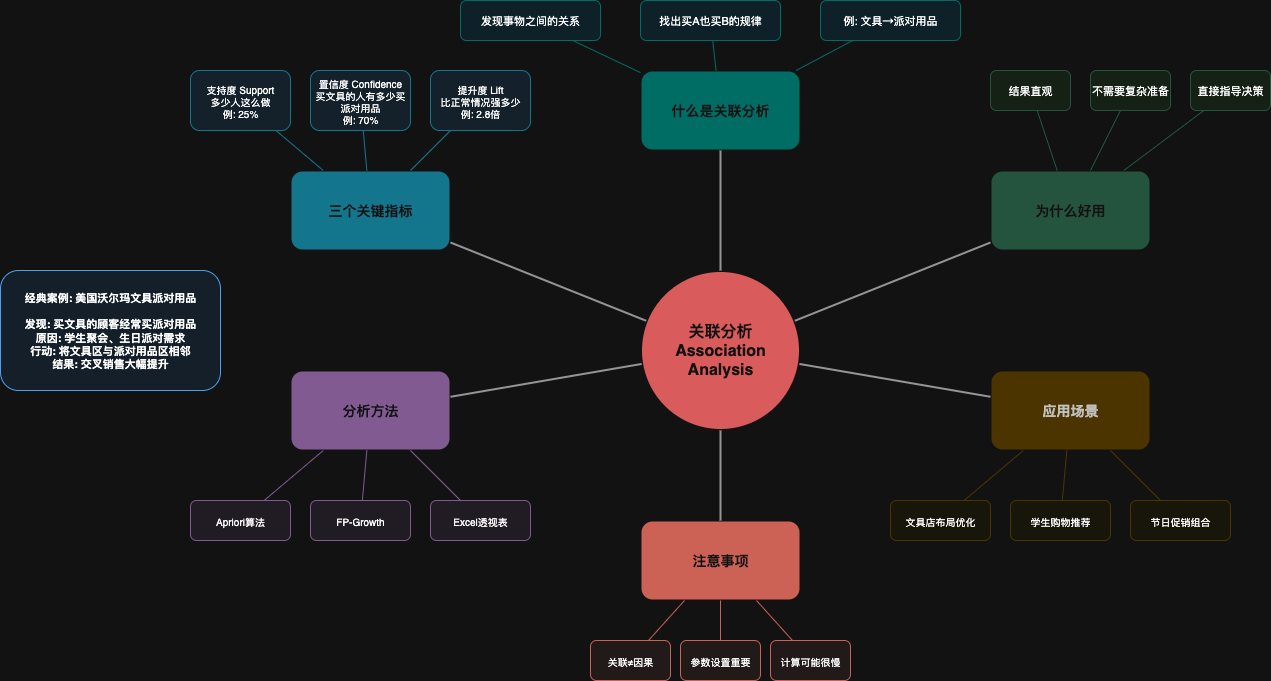 发现事物之间的关系
找出买A也买B的规律
例: 文具→派对用品
支持度 Support
多少人这么做
例: 25%
置信度 Confidence
买文具的人有多少买
派对用品
例: 70%
提升度 Lift
比正常情况强多少
例: 2.8倍
什么是关联分析
结果直观
不需要复杂准备
直接指导决策
三个关键指标
为什么好用
经典案例: 美国沃尔玛文具派对用品
发现: 买文具的顾客经常买派对用品
原因: 学生聚会、生日派对需求
行动: 将文具区与派对用品区相邻
结果: 交叉销售大幅提升
关联分析
Association
Analysis
分析方法
应用场景
Apriori算法
FP-Growth
Excel透视表
文具店布局优化
学生购物推荐
节日促销组合
注意事项
关联≠因果
参数设置重要
计算可能很慢